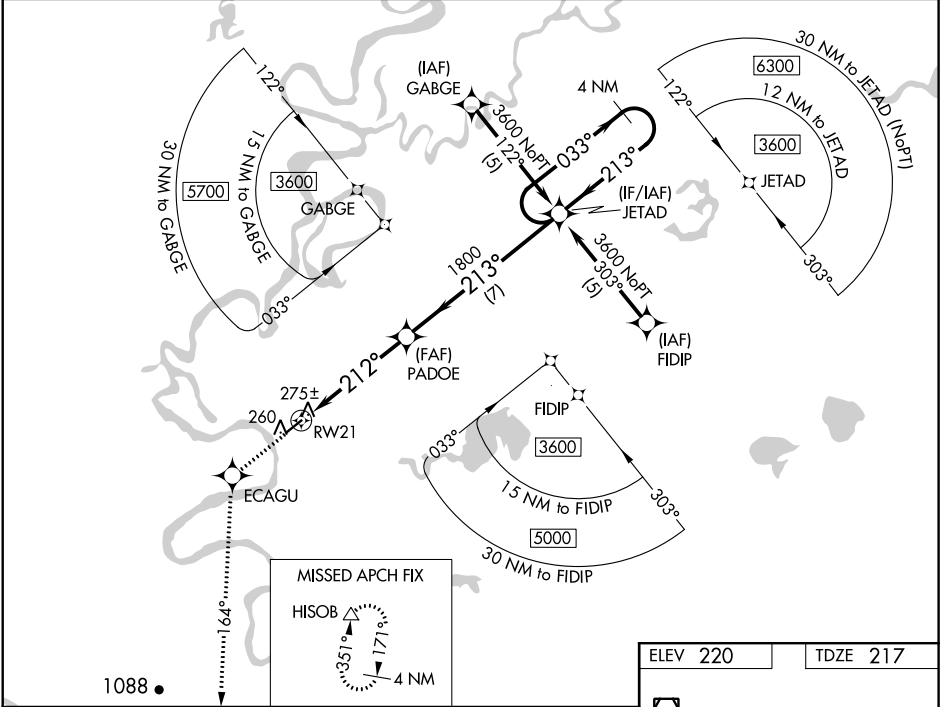 (IAF)
GABGE
4 NM
3600 NoPT
122°
(5)
033°
213°
(IF/IAF)
JETAD
3600 NoPT
303°
(5)
(IAF)
FIDIP
1800
213°
(7)
(FAF)
PADOE
212°
275±
260
RW21
ECAGU
164°
1088
122°
15 NM to GABGE
3600
GABGE
5700
30 NM to GABGE
033°
30 NM to JETAD (NoPT)
6300
122°
12 NM to JETAD
3600
JETAD
303°
FIDIP
033°
3600
303°
15 NM to FIDIP
5000
30 NM to FIDIP
MISSED APCH FIX
HISOB
351°
171°
4 NM
ELEV 220
TDZE 217